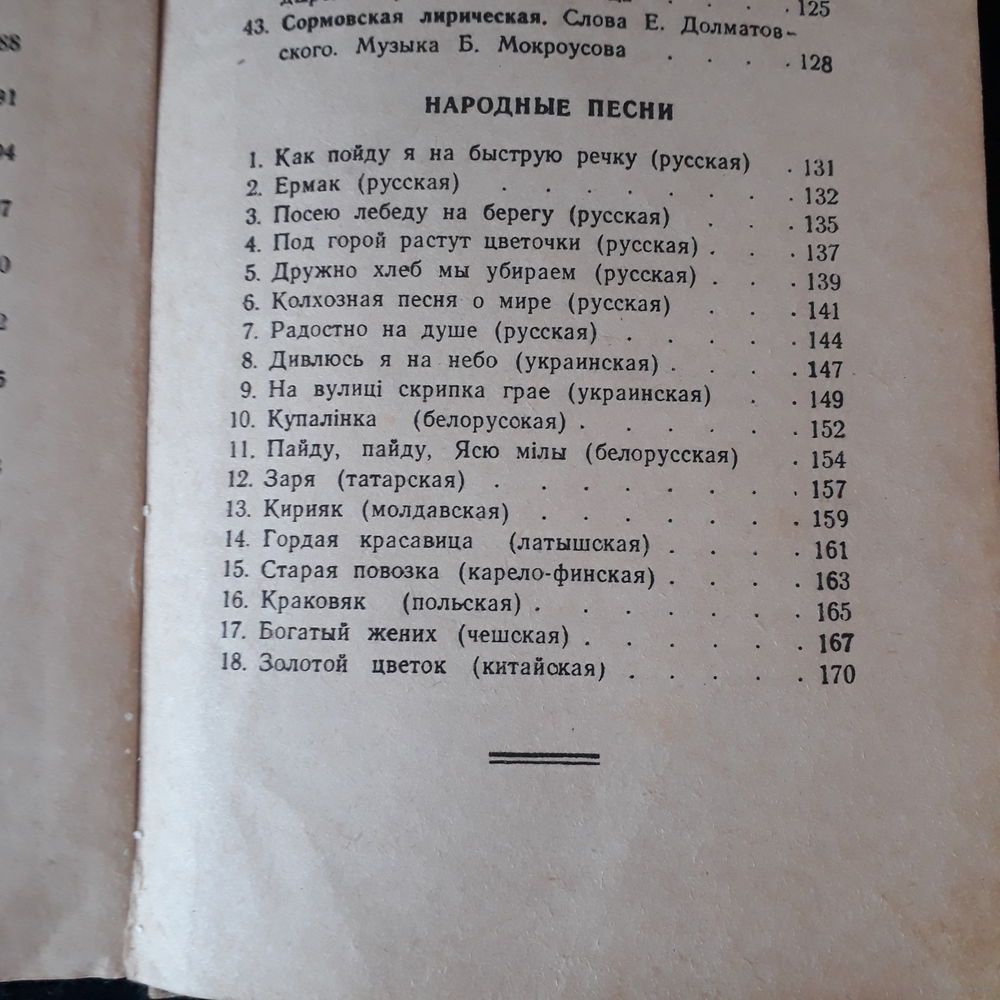 125
43. Сормовская лирическая. Слова Е. Долматов-
ского. Музыка Б. Мокроусова . . . . 128
НАРОДНЫЕ ПЕСНИ
1. Как пойду я на быструю речку (русская) . 131
2. Ермак (русская) . . . . . . . 132
3. Посею лебеду на берегу (русская) . . . 135
4. Под горой растут цветочки (русская) . . . 137
5. Дружно хлеб мы убираем (русская) . . . 139
6. Колхозная песня о мире (русская) . . . 141
7. Радостно на душе (русская) . . . . 144
8. Дивлюсь я на небо (украинская) . . . . 147
9. На вулиці скрипка грае (украинская) . . 149
10. Купалінка (белорусокая) . . . . . 152
11. Пайду, пайду, Ясю мілы (белорусская) . 154
12. Заря (татарская) . . . . . . . 157
13. Кирияк (молдавская) . . . . . . 159
14. Гордая красавица (латышская) . . . . 161
15. Старая повозка (карело-финская) . . . . 163
16. Краковяк (польская) . . . . . . 165
17. Богатый жених (чешская) . . . . . 167
18. Золотой цветок (китайская) . . . . . 170
88